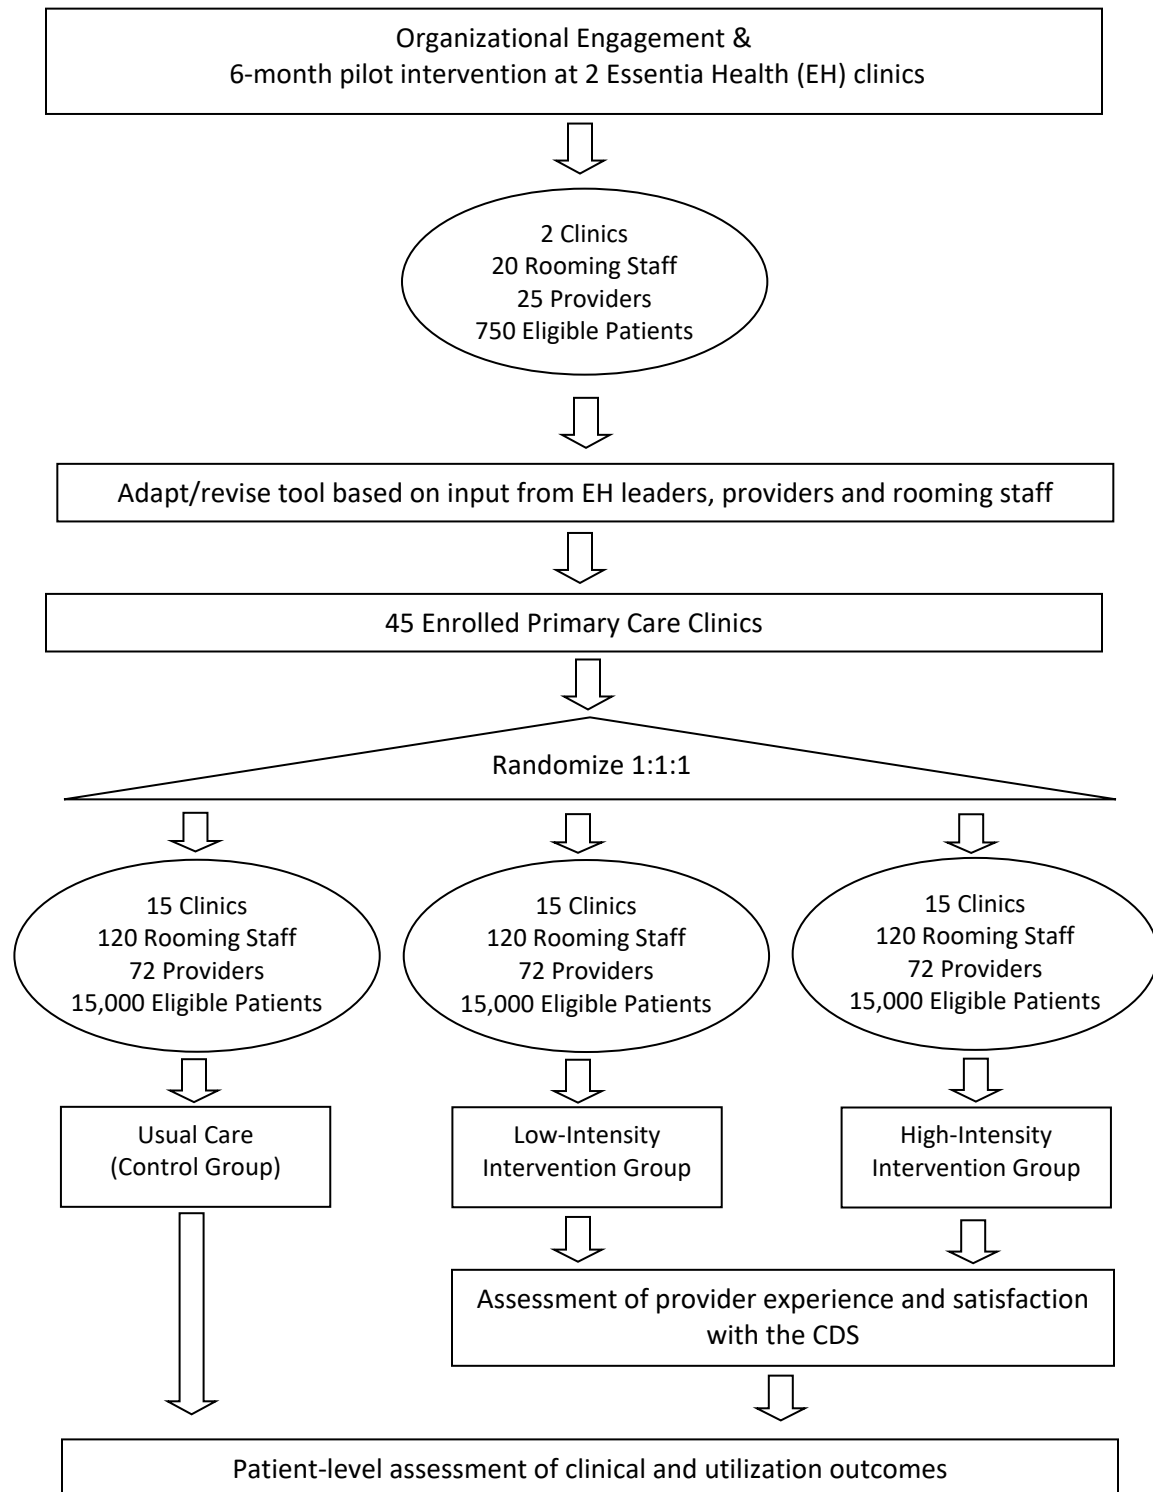 Organizational Engagement &
6-month pilot intervention at 2 Essentia Health (EH) clinics
2 Clinics
20 Rooming Staff
25 Providers
750 Eligible Patients
Adapt/revise tool based on input from EH leaders, providers and rooming staff
45 Enrolled Primary Care Clinics
Randomize 1:1:1
15 Clinics
120 Rooming Staff
72 Providers
15,000 Eligible Patients
15 Clinics
120 Rooming Staff
72 Providers
15,000 Eligible Patients
15 Clinics
120 Rooming Staff
72 Providers
15,000 Eligible Patients
Usual Care
(Control Group)
Low-Intensity
Intervention Group
High-Intensity
Intervention Group
Assessment of provider experience and satisfaction
with the CDS
Patient-level assessment of clinical and utilization outcomes